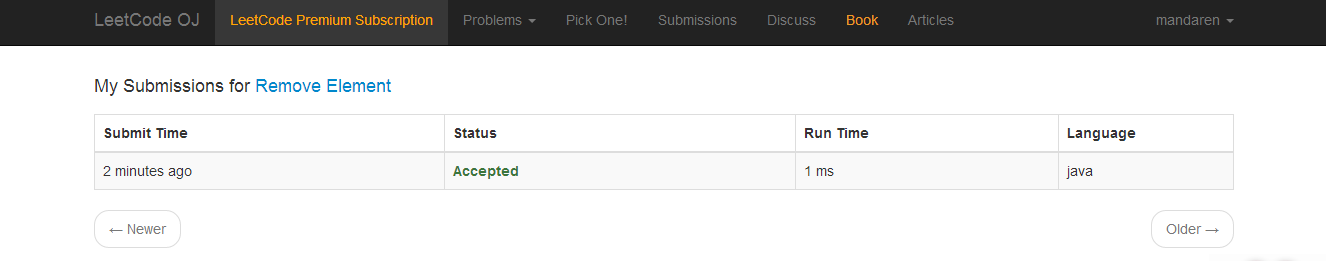 LeetCode OJ LeetCode Premium Subscription Problems Pick One! Submissions Discuss Book Articles mandaren
My Submissions for Remove Element
Submit Time Status Run Time Language
2 minutes ago Accepted 1 ms java
← Newer Older →